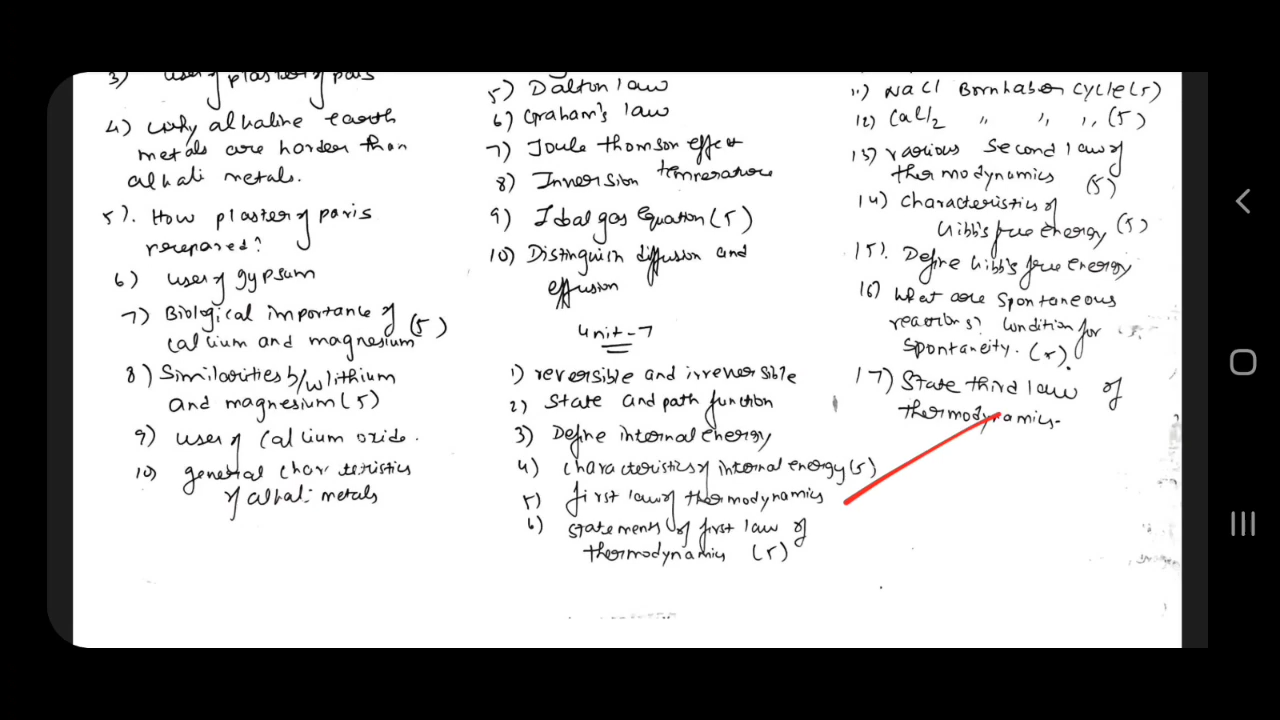 3) uses of plaster of paris
4) why alkaline earth
metals are harder than
alkali metals.
5). How plaster of paris
rerepared?
6) uses of gypsum
7) Biological importance of
calcium and magnesium (5)
8) Similarities b/w lithium
and magnesium (5)
9) uses of calcium oxide.
10) general charcteristics
of alkali metals
5) Dalton law
6) Graham's law
7) Joule thomson effect
8) Inversion temperature
9) Idbal gas equation (5)
10) Distinguish diffusion and
effusion
Unit-7
1) reversible and irreversible
2) State and path function
3) Define internal energy
4) characteristics of internal energy (5)
5) first law of thermodynamics
6) statements of first law of
thermodynamics (5)
11) NaCl Bornhaber cycle (5)
12) CaCl2 " " " (5)
13) various Second law of
thermodynamics (5)
14) Characteristics of
Gibb's free energy (5)
15). Define Gibb's free energy
16) what are spontaneous
reactions? condition for
spontaneity. (5)
17) State third law of
thermodynamics.